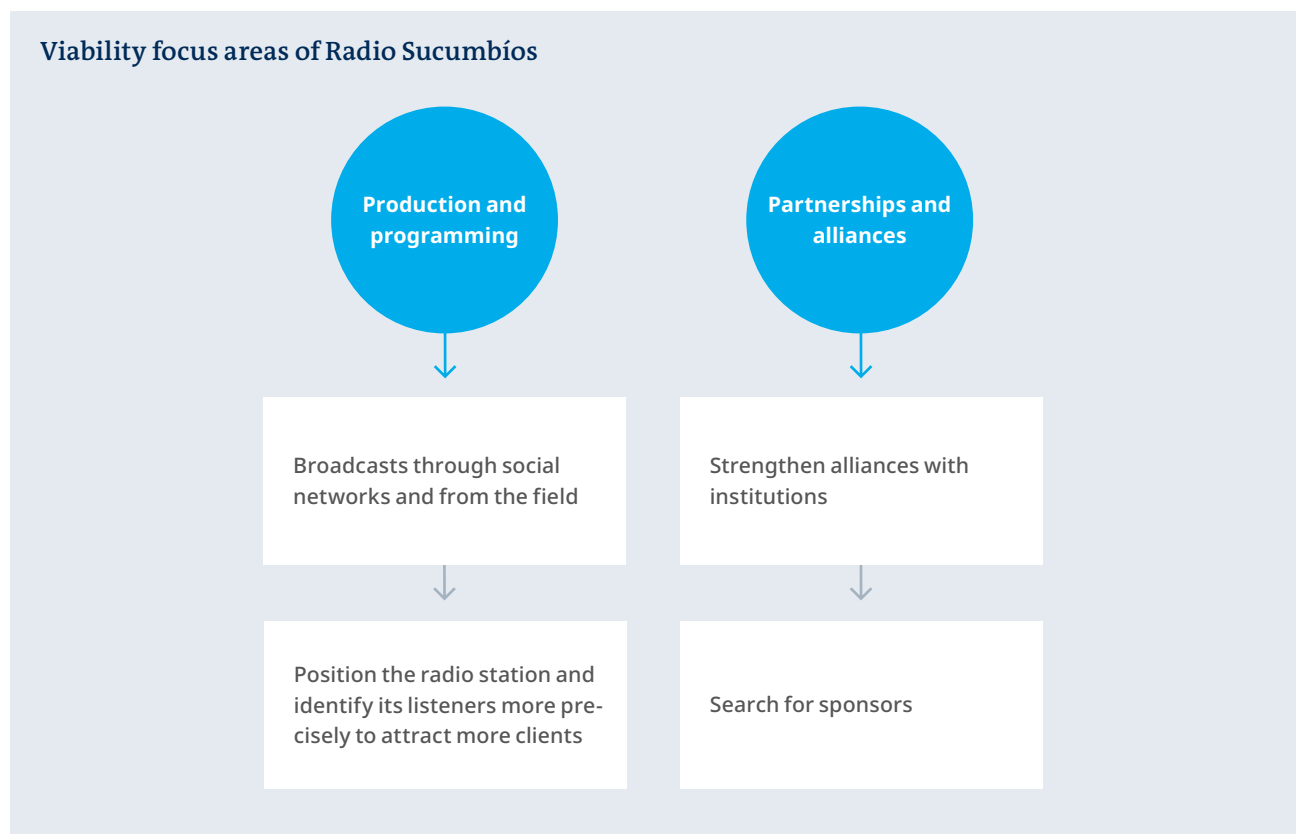 Viability focus areas of Radio Sucumbíos
Production and
programming
Broadcasts through social
networks and from the field
Position the radio station and
identify its listeners more pre-
cisely to attract more clients
Partnerships and
alliances
Strengthen alliances with
institutions
Search for sponsors